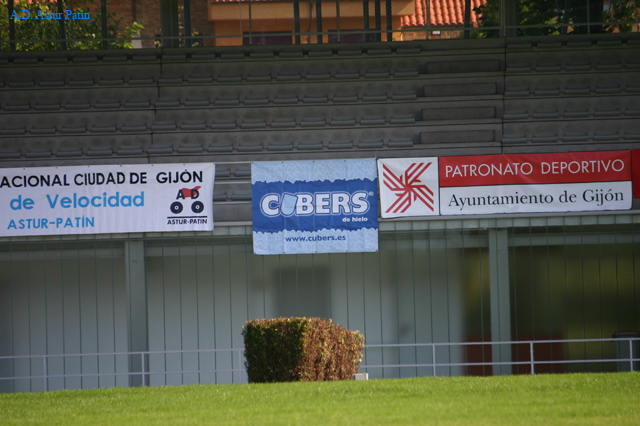 A.D. Astur Patin
ACIONAL CIUDAD DE GIJÓN
de Velocidad
ASTUR-PATÍN
ASTUR-PATIN
CUBERS®
de hielo
www.cubers.es
PATRONATO DEPORTIVO
Ayuntamiento de Gijón